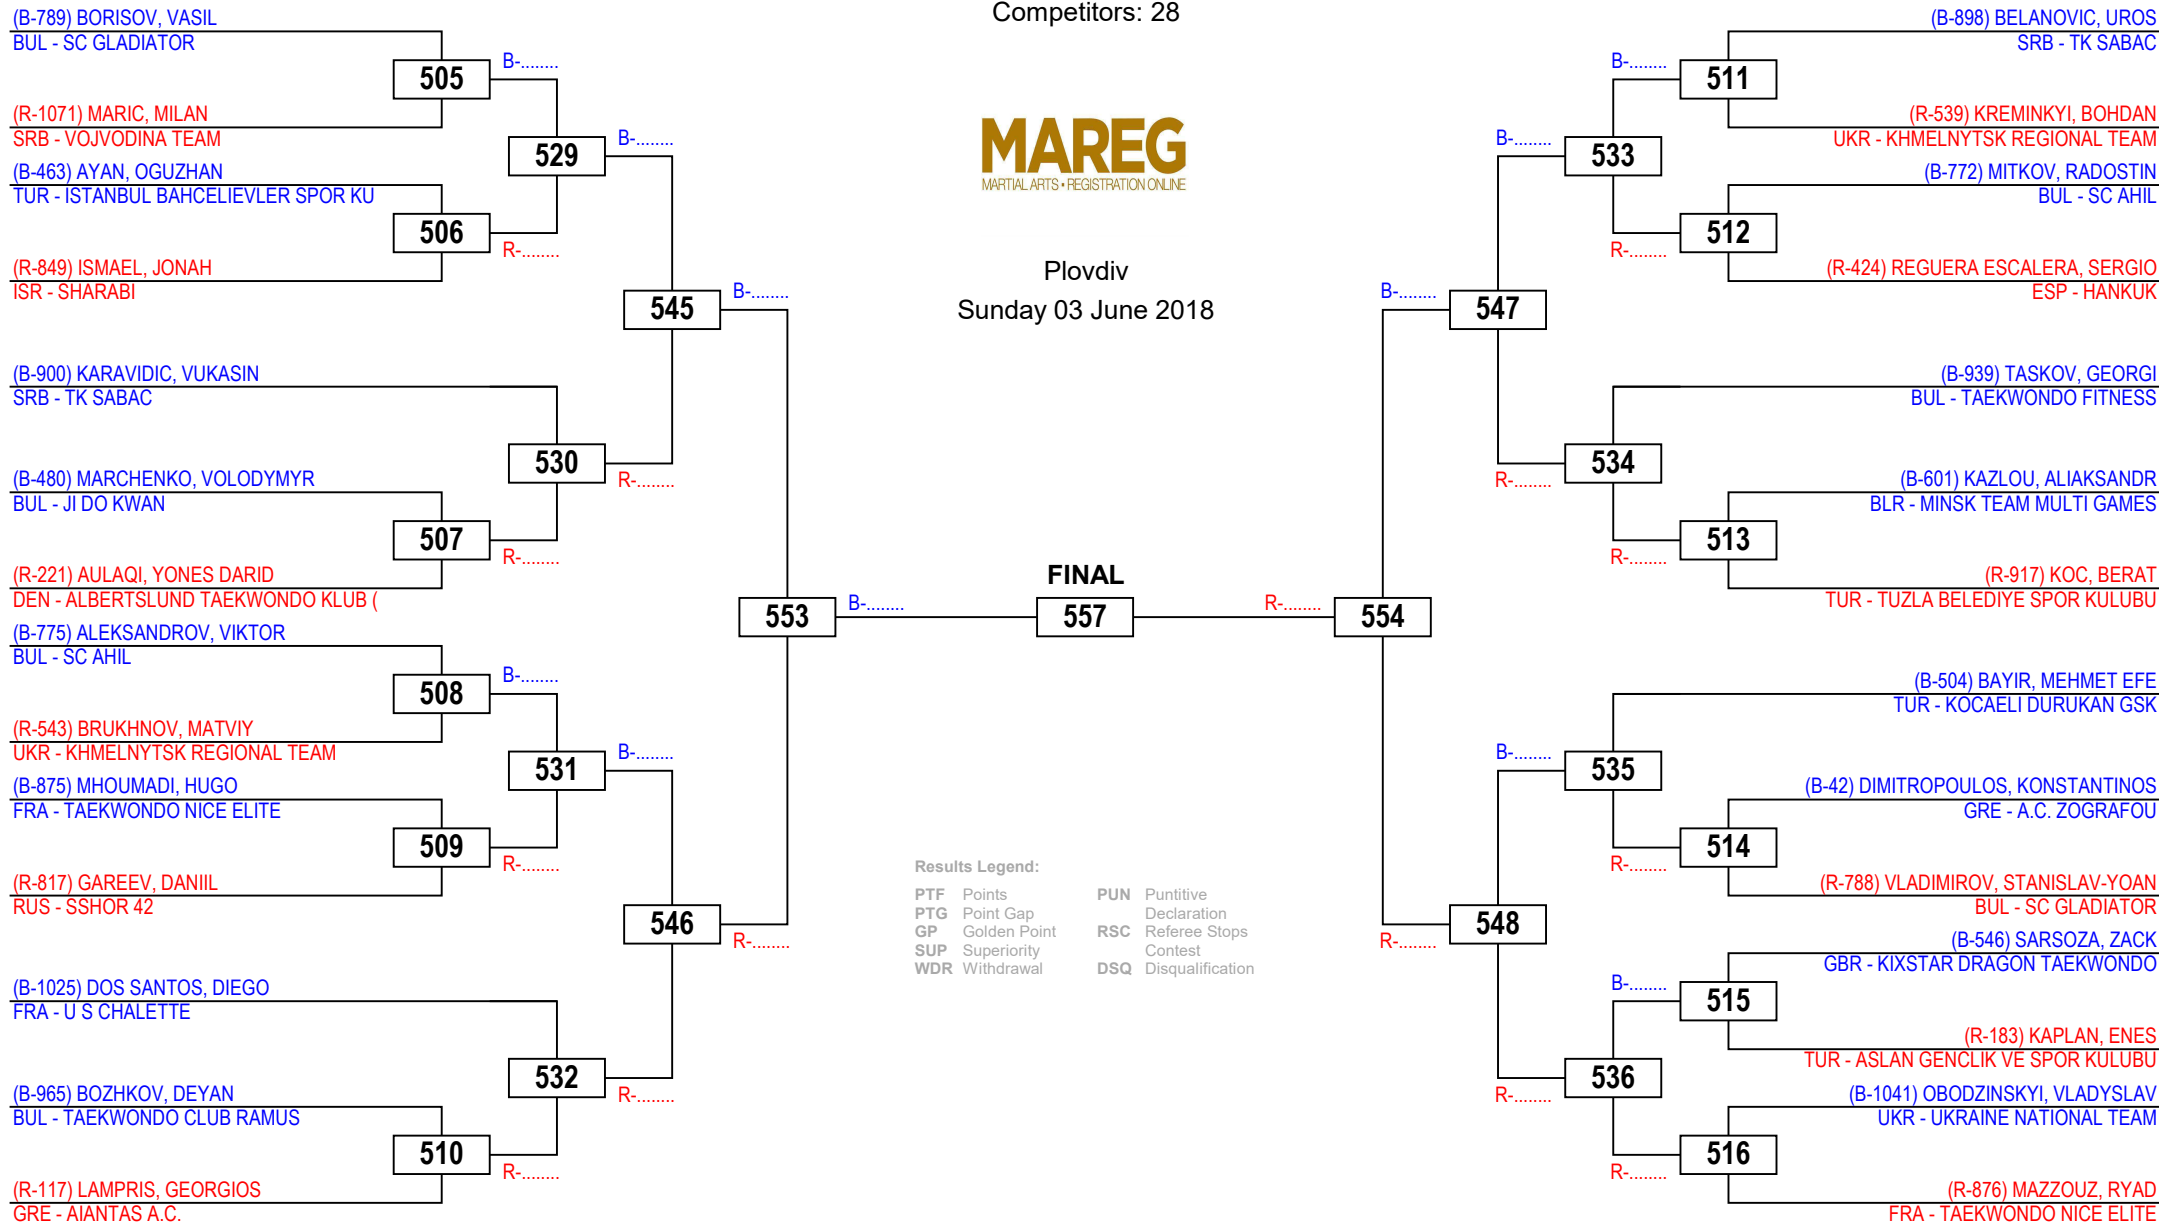 Competitors: 28
MAREG
MARTIAL ARTS • REGISTRATION ONLINE
Plovdiv
Sunday 03 June 2018
(B-789) BORISOV, VASIL
BUL - SC GLADIATOR
505
B-........
(R-1071) MARIC, MILAN
SRB - VOJVODINA TEAM
529
B-........
(B-463) AYAN, OGUZHAN
TUR - ISTANBUL BAHCELIEVLER SPOR KU
506
R-........
(R-849) ISMAEL, JONAH
ISR - SHARABI
545
B-........
(B-900) KARAVIDIC, VUKASIN
SRB - TK SABAC
530
R-........
(B-480) MARCHENKO, VOLODYMYR
BUL - JI DO KWAN
507
R-........
(R-221) AULAQI, YONES DARID
DEN - ALBERTSLUND TAEKWONDO KLUB (
553
B-........
(B-775) ALEKSANDROV, VIKTOR
BUL - SC AHIL
508
B-........
(R-543) BRUKHNOV, MATVIY
UKR - KHMELNYTSK REGIONAL TEAM
531
B-........
(B-875) MHOUMADI, HUGO
FRA - TAEKWONDO NICE ELITE
509
R-........
(R-817) GAREEV, DANIIL
RUS - SSHOR 42
546
R-........
(B-1025) DOS SANTOS, DIEGO
FRA - U S CHALETTE
532
R-........
(B-965) BOZHKOV, DEYAN
BUL - TAEKWONDO CLUB RAMUS
510
R-........
(R-117) LAMPRIS, GEORGIOS
GRE - AIANTAS A.C.
FINAL
557
Results Legend:
PTF Points
PTG Point Gap
GP Golden Point
SUP Superiority
WDR Withdrawal
PUN Puntitive
Declaration
RSC Referee Stops
Contest
DSQ Disqualification
(B-898) BELANOVIC, UROS
SRB - TK SABAC
B-........
511
(R-539) KREMINKYI, BOHDAN
UKR - KHMELNYTSK REGIONAL TEAM
B-........
533
(B-772) MITKOV, RADOSTIN
BUL - SC AHIL
R-........
512
(R-424) REGUERA ESCALERA, SERGIO
ESP - HANKUK
B-........
547
(B-939) TASKOV, GEORGI
BUL - TAEKWONDO FITNESS
R-........
534
(B-601) KAZLOU, ALIAKSANDR
BLR - MINSK TEAM MULTI GAMES
R-........
513
(R-917) KOC, BERAT
TUR - TUZLA BELEDIYE SPOR KULUBU
R-........
554
(B-504) BAYIR, MEHMET EFE
TUR - KOCAELI DURUKAN GSK
B-........
535
(B-42) DIMITROPOULOS, KONSTANTINOS
GRE - A.C. ZOGRAFOU
R-........
514
(R-788) VLADIMIROV, STANISLAV-YOAN
BUL - SC GLADIATOR
R-........
548
(B-546) SARSOZA, ZACK
GBR - KIXSTAR DRAGON TAEKWONDO
B-........
515
(R-183) KAPLAN, ENES
TUR - ASLAN GENCLIK VE SPOR KULUBU
R-........
536
(B-1041) OBODZINSKYI, VLADYSLAV
UKR - UKRAINE NATIONAL TEAM
R-........
516
(R-876) MAZZOUZ, RYAD
FRA - TAEKWONDO NICE ELITE